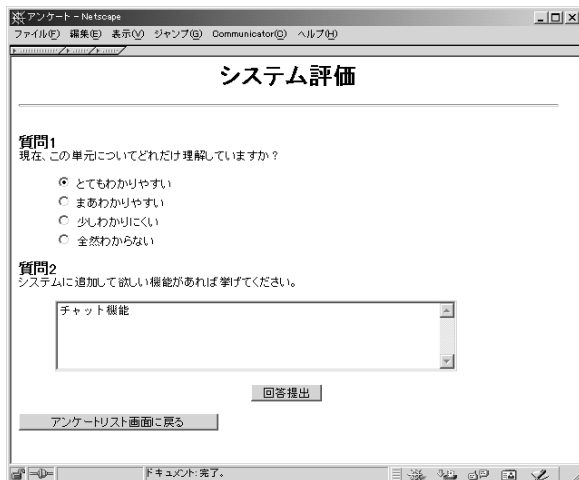 アンケート - Netscape
ファイル(F) 編集(E) 表示(V) ジャンプ(G) Communicator(C) ヘルプ(H)
システム評価
質問1
現在、この単元についてどれだけ理解していますか?
とてもわかりやすい
まあわかりやすい
少しわかりにくい
全然わからない
質問2
システムに追加して欲しい機能があれば挙げてください。
チャット機能
回答提出
アンケートリスト画面に戻る
ドキュメント: 完了。